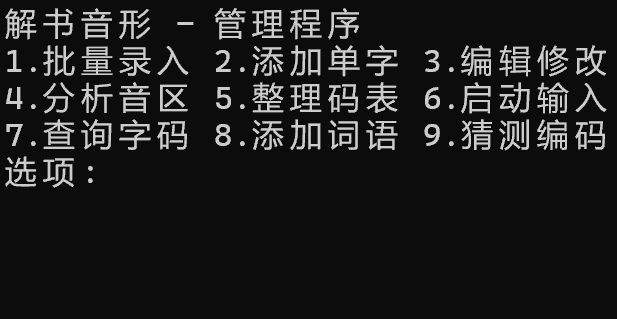 解书音形 - 管理程序
1.批量录入 2.添加单字 3.编辑修改
4.分析音区 5.整理码表 6.启动输入
7.查询字码 8.添加词语 9.猜测编码
选项: